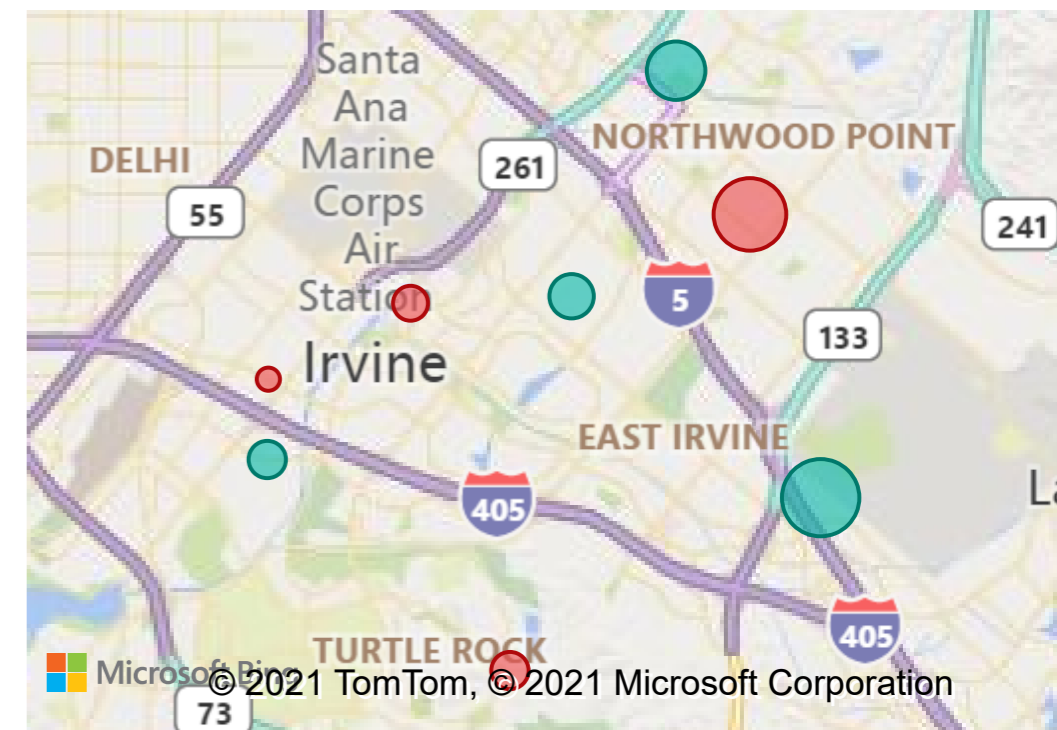 Santa
Ana
Marine
Corps
Air
Station
DELHI
NORTHWOOD POINT
261
55
241
5
133
Irvine
EAST IRVINE
405
405
TURTLE ROCK
Microsoft Bing
© 2021 TomTom, © 2021 Microsoft Corporation
73